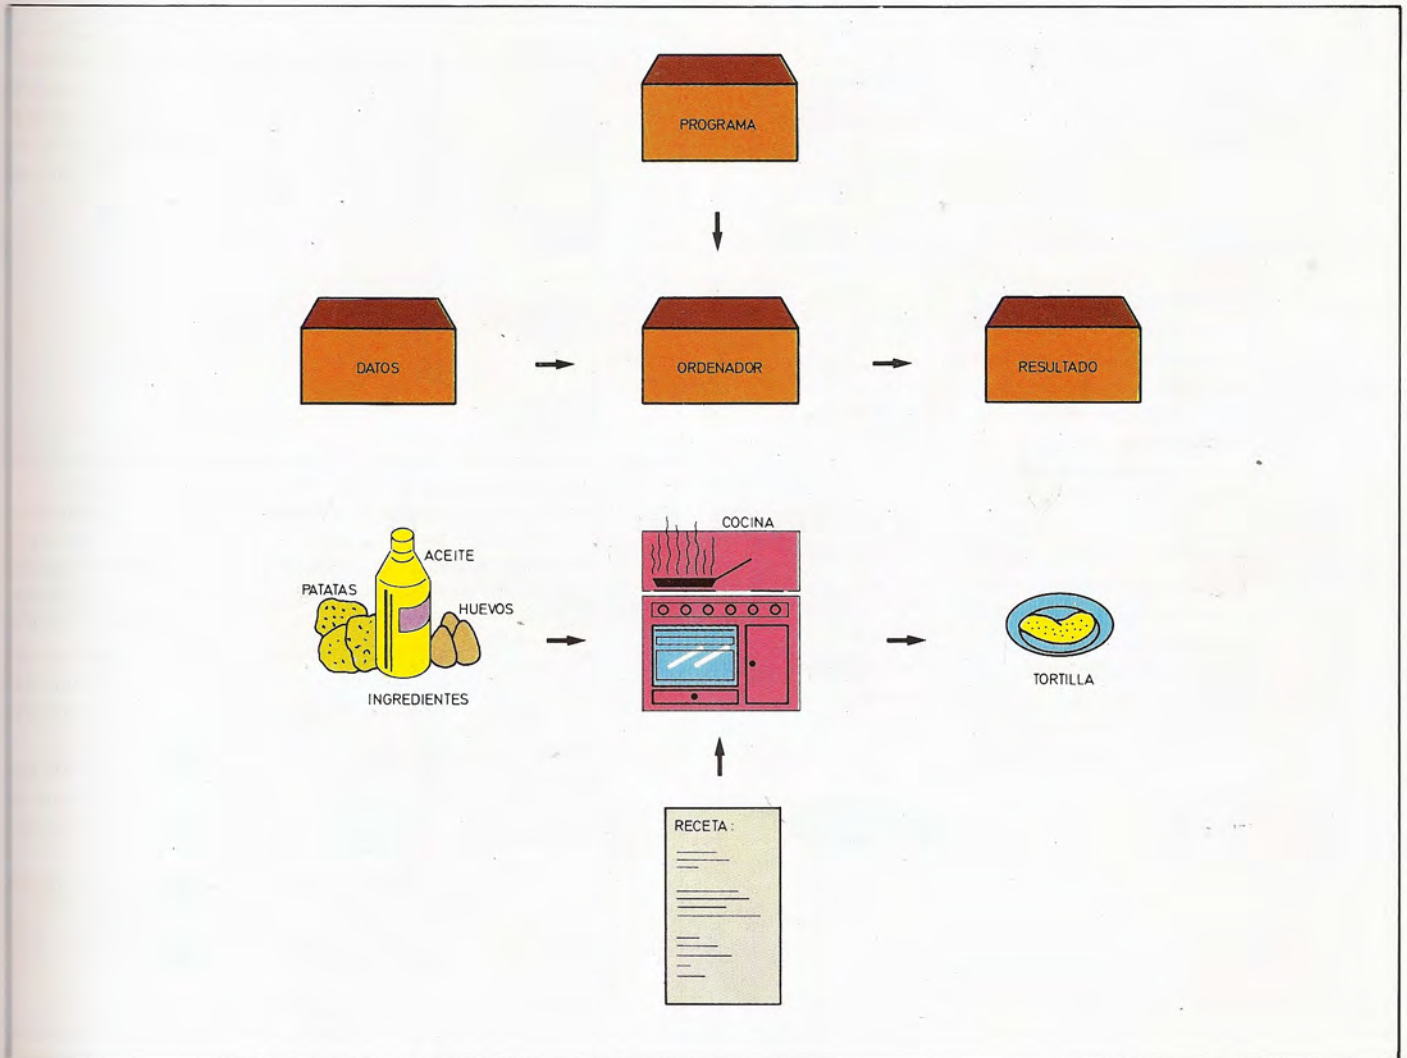 PROGRAMA
DATOS
ORDENADOR
RESULTADO
COCINA
ACEITE
PATATAS
HUEVOS
INGREDIENTES
TORTILLA
RECETA: